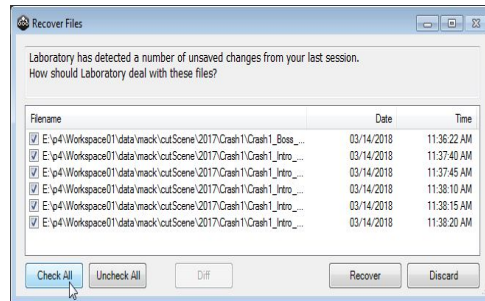 Recover Files
Laboratory has detected a number of unsaved changes from your last session.
How should Laboratory deal with these files?
Filename Date Time
E:\p4\Workspace01\data\mack\cutScene\2017\Crash1\Crash1_Boss_... 03/14/2018 11:36:22 AM
E:\p4\Workspace01\data\mack\cutScene\2017\Crash1\Crash1_Intro_... 03/14/2018 11:37:40 AM
E:\p4\Workspace01\data\mack\cutScene\2017\Crash1\Crash1_Intro_... 03/14/2018 11:37:45 AM
E:\p4\Workspace01\data\mack\cutScene\2017\Crash1\Crash1_Intro_... 03/14/2018 11:38:10 AM
E:\p4\Workspace01\data\mack\cutScene\2017\Crash1\Crash1_Intro_... 03/14/2018 11:38:15 AM
E:\p4\Workspace01\data\mack\cutScene\2017\Crash1\Crash1_Intro_... 03/14/2018 11:38:20 AM
Check All Uncheck All Diff Recover Discard